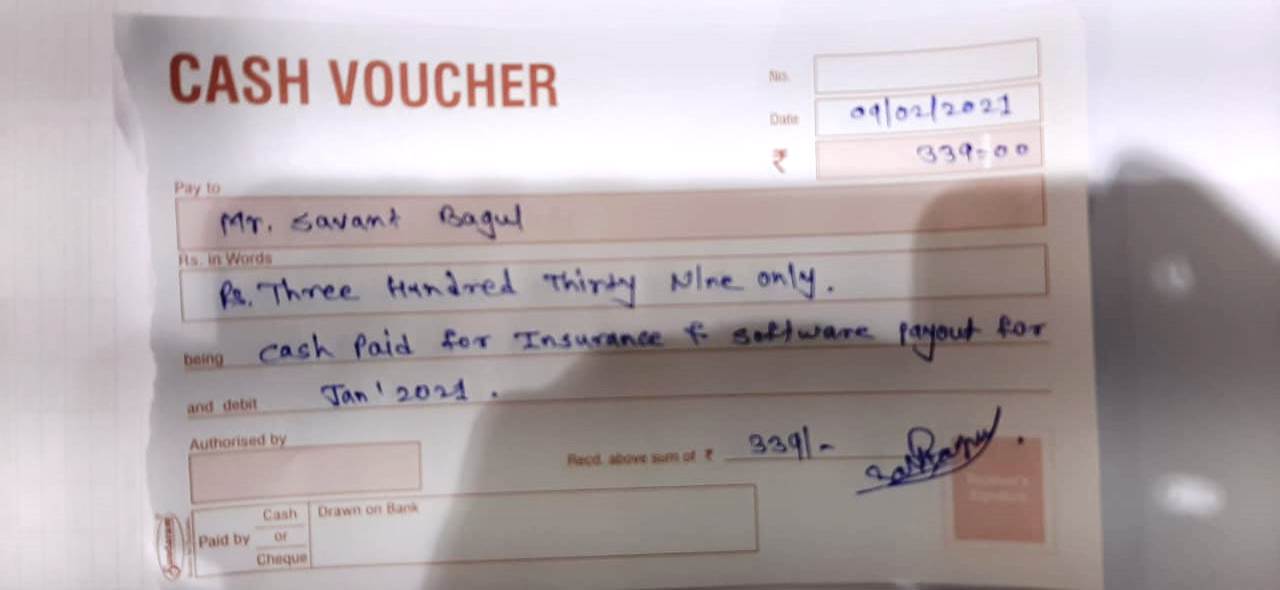 CASH VOUCHER
No.
Date 09/02/2021
₹ 339=00
Pay to
Mr. Savant Bagul
Rs. in Words
Rs. Three Hundred Thirty NIne only.
being cash Paid for Insurance & software payout for
and debit Jan' 2021.
Authorised by
Recd. above sum of ₹ 339/-
Receiver's
Signature
Paid by Cash or Cheque
Drawn on Bank